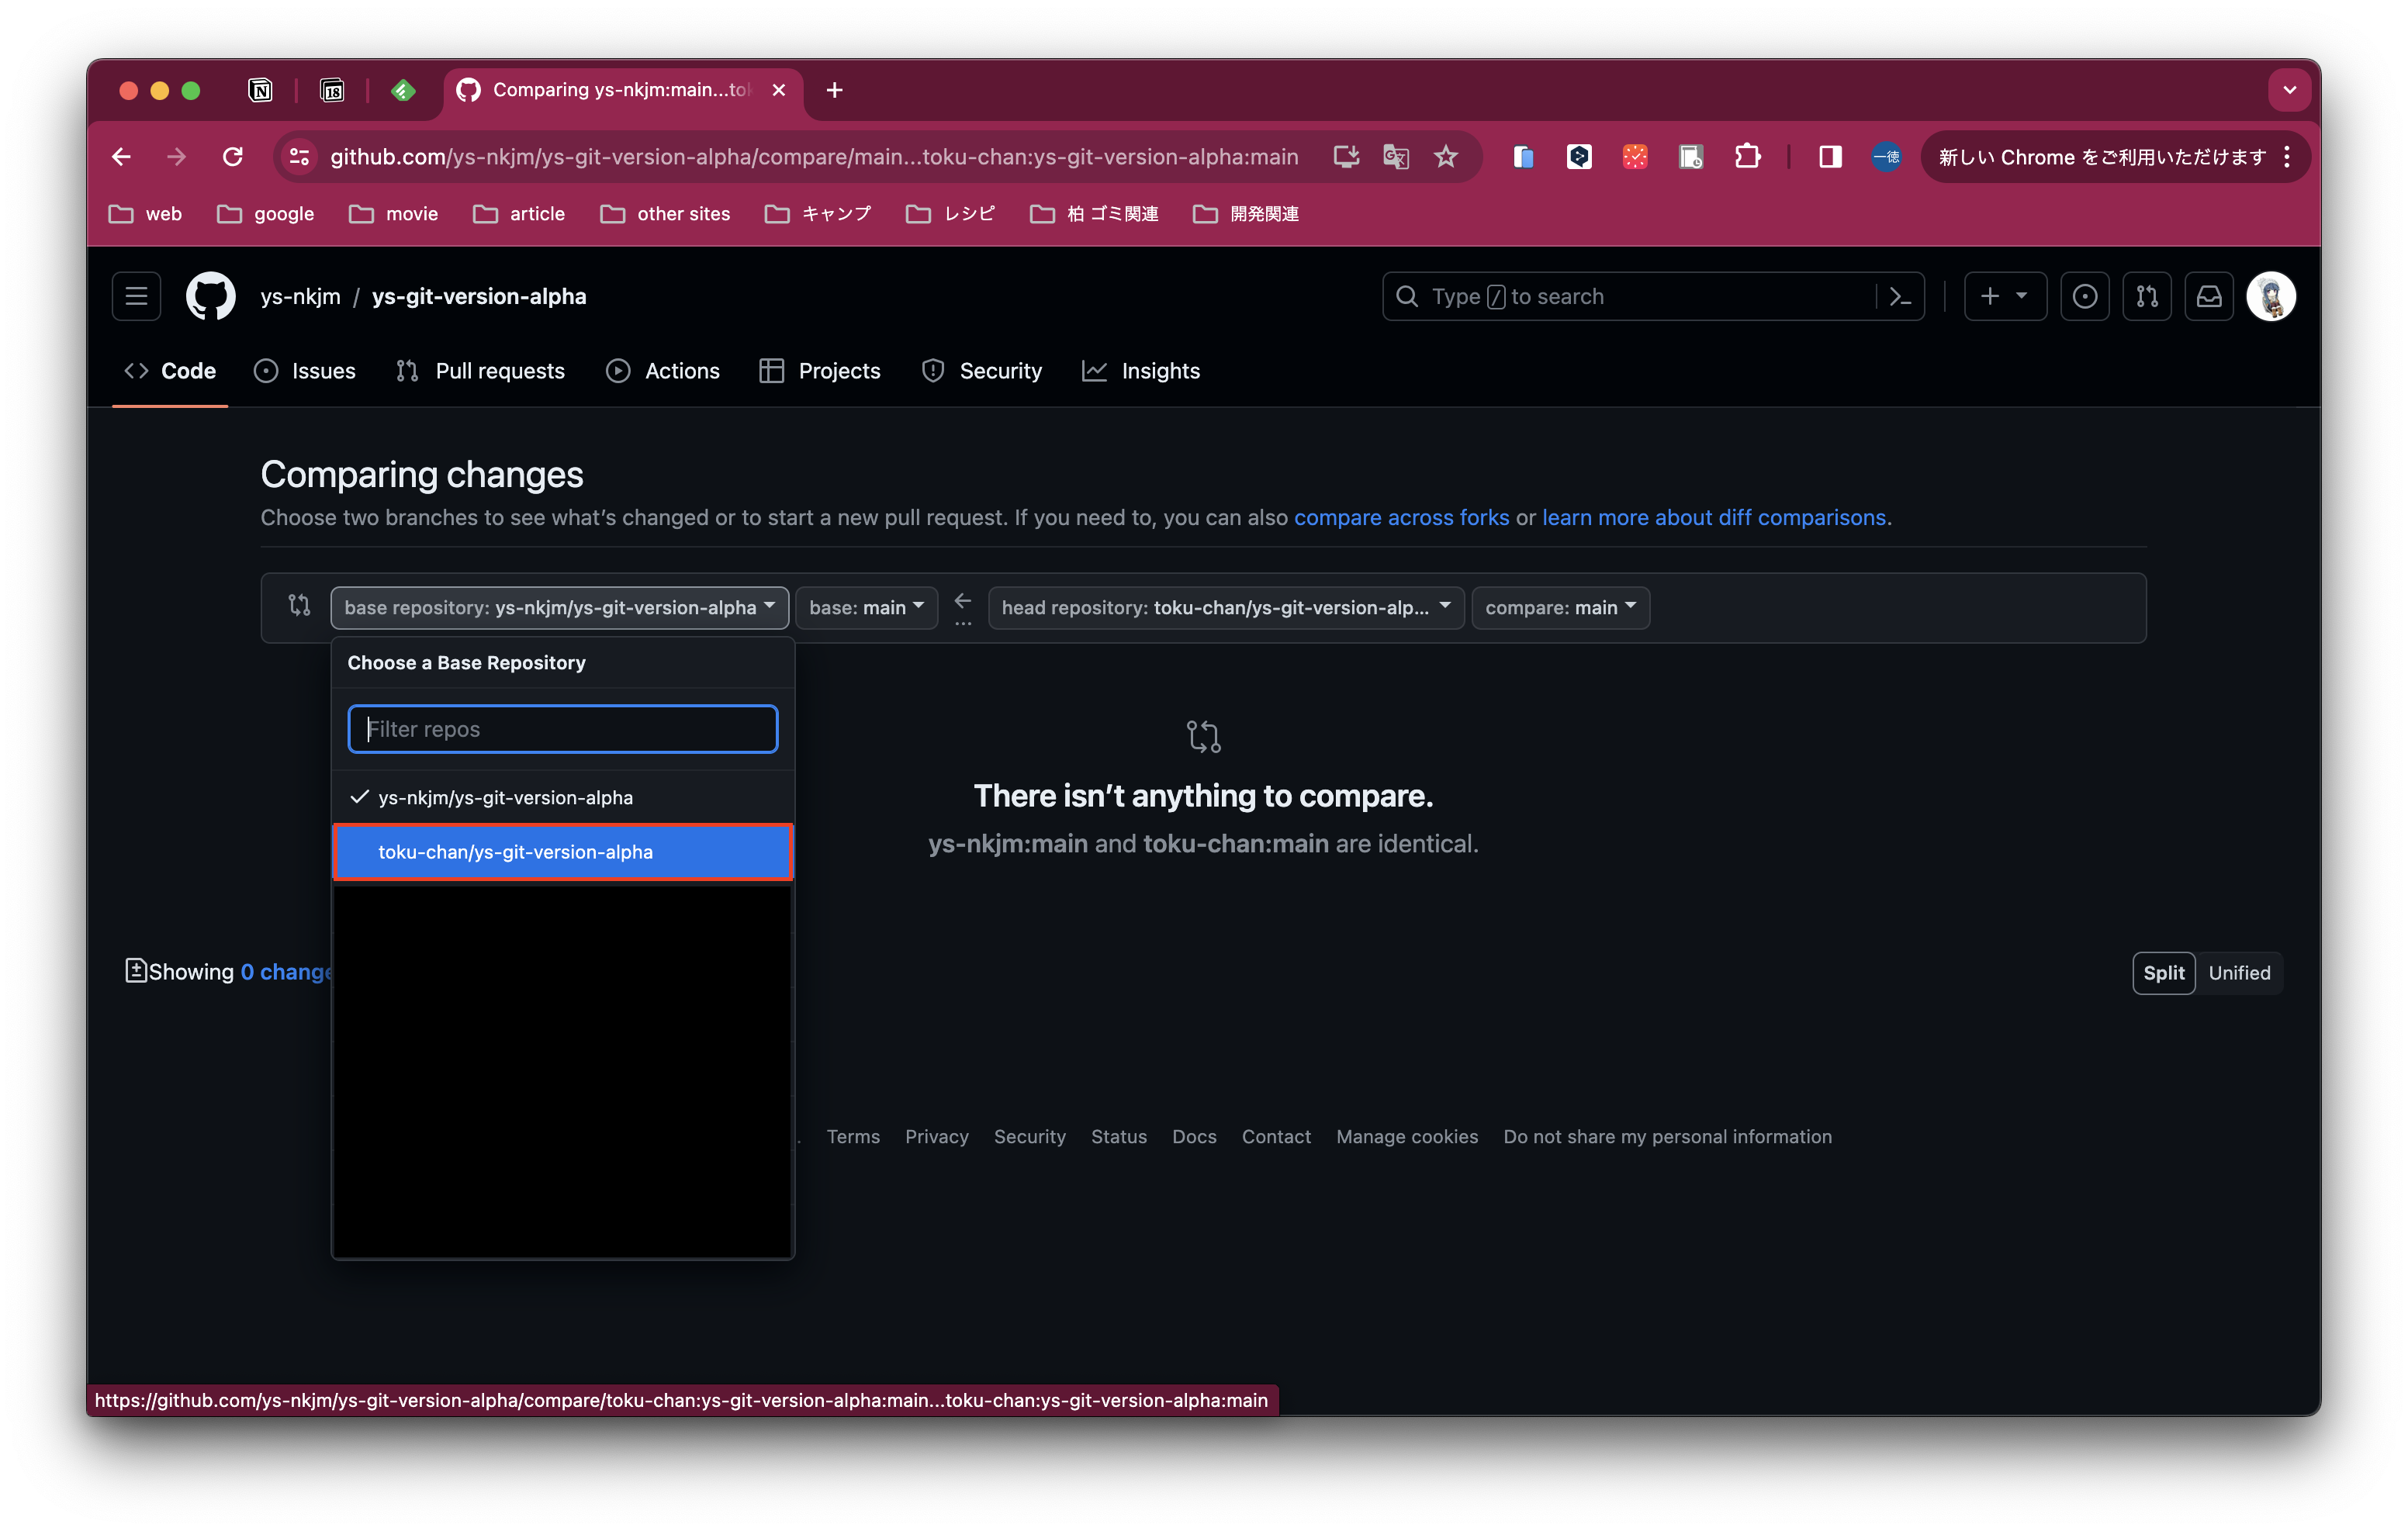 Comparing ys-nkjm:main...tok
github.com/ys-nkjm/ys-git-version-alpha/compare/main...toku-chan:ys-git-version-alpha:main
一徳
新しい Chrome をご利用いただけます
web
google
movie
article
other sites
キャンプ
レシピ
柏 ゴミ関連
開発関連
ys-nkjm / ys-git-version-alpha
Type / to search
Code
Issues
Pull requests
Actions
Projects
Security
Insights
Comparing changes
Choose two branches to see what's changed or to start a new pull request. If you need to, you can also compare across forks or learn more about diff comparisons.
base repository: ys-nkjm/ys-git-version-alpha
base: main
...
head repository: toku-chan/ys-git-version-alp...
compare: main
Choose a Base Repository
Filter repos
ys-nkjm/ys-git-version-alpha
toku-chan/ys-git-version-alpha
There isn't anything to compare.
ys-nkjm:main and toku-chan:main are identical.
Showing 0 change
Split
Unified
Terms
Privacy
Security
Status
Docs
Contact
Manage cookies
Do not share my personal information
https://github.com/ys-nkjm/ys-git-version-alpha/compare/toku-chan:ys-git-version-alpha:main...toku-chan:ys-git-version-alpha:main